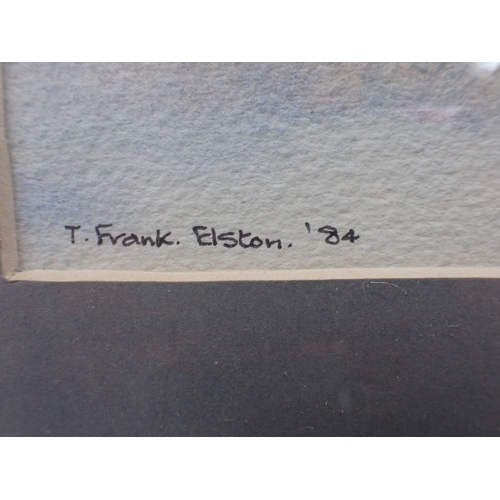 T. Frank. Elston. '84